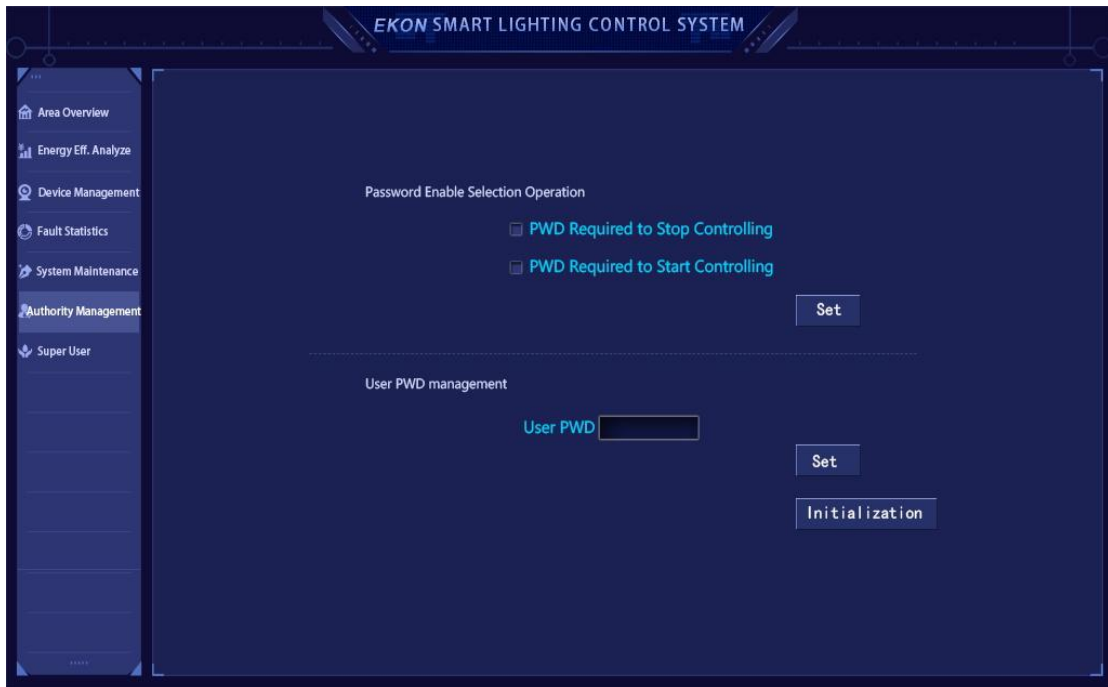 EKON SMART LIGHTING CONTROL SYSTEM
Area Overview
Energy Eff. Analyze
Device Management
Fault Statistics
System Maintenance
Authority Management
Super User
Password Enable Selection Operation
PWD Required to Stop Controlling
PWD Required to Start Controlling
Set
User PWD management
User PWD
Set
Initialization